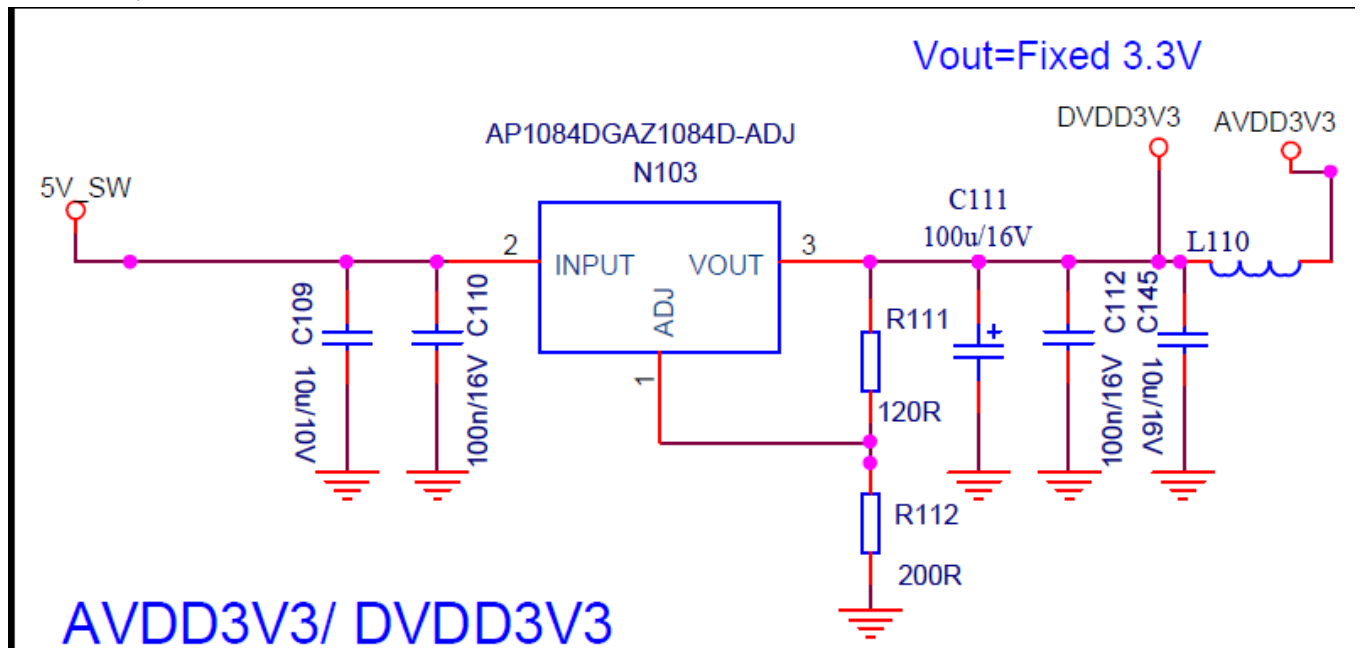 Vout=Fixed 3.3V
DVDD3V3
AVDD3V3
AP1084DGAZ1084D-ADJ
N103
5V_SW
C111
100u/16V
2
INPUT
VOUT
3
L110
ADJ
1
C109
10u/10V
C110
100n/16V
R111
120R
C112
100n/16V
C145
10n/16V
R112
200R
AVDD3V3/ DVDD3V3